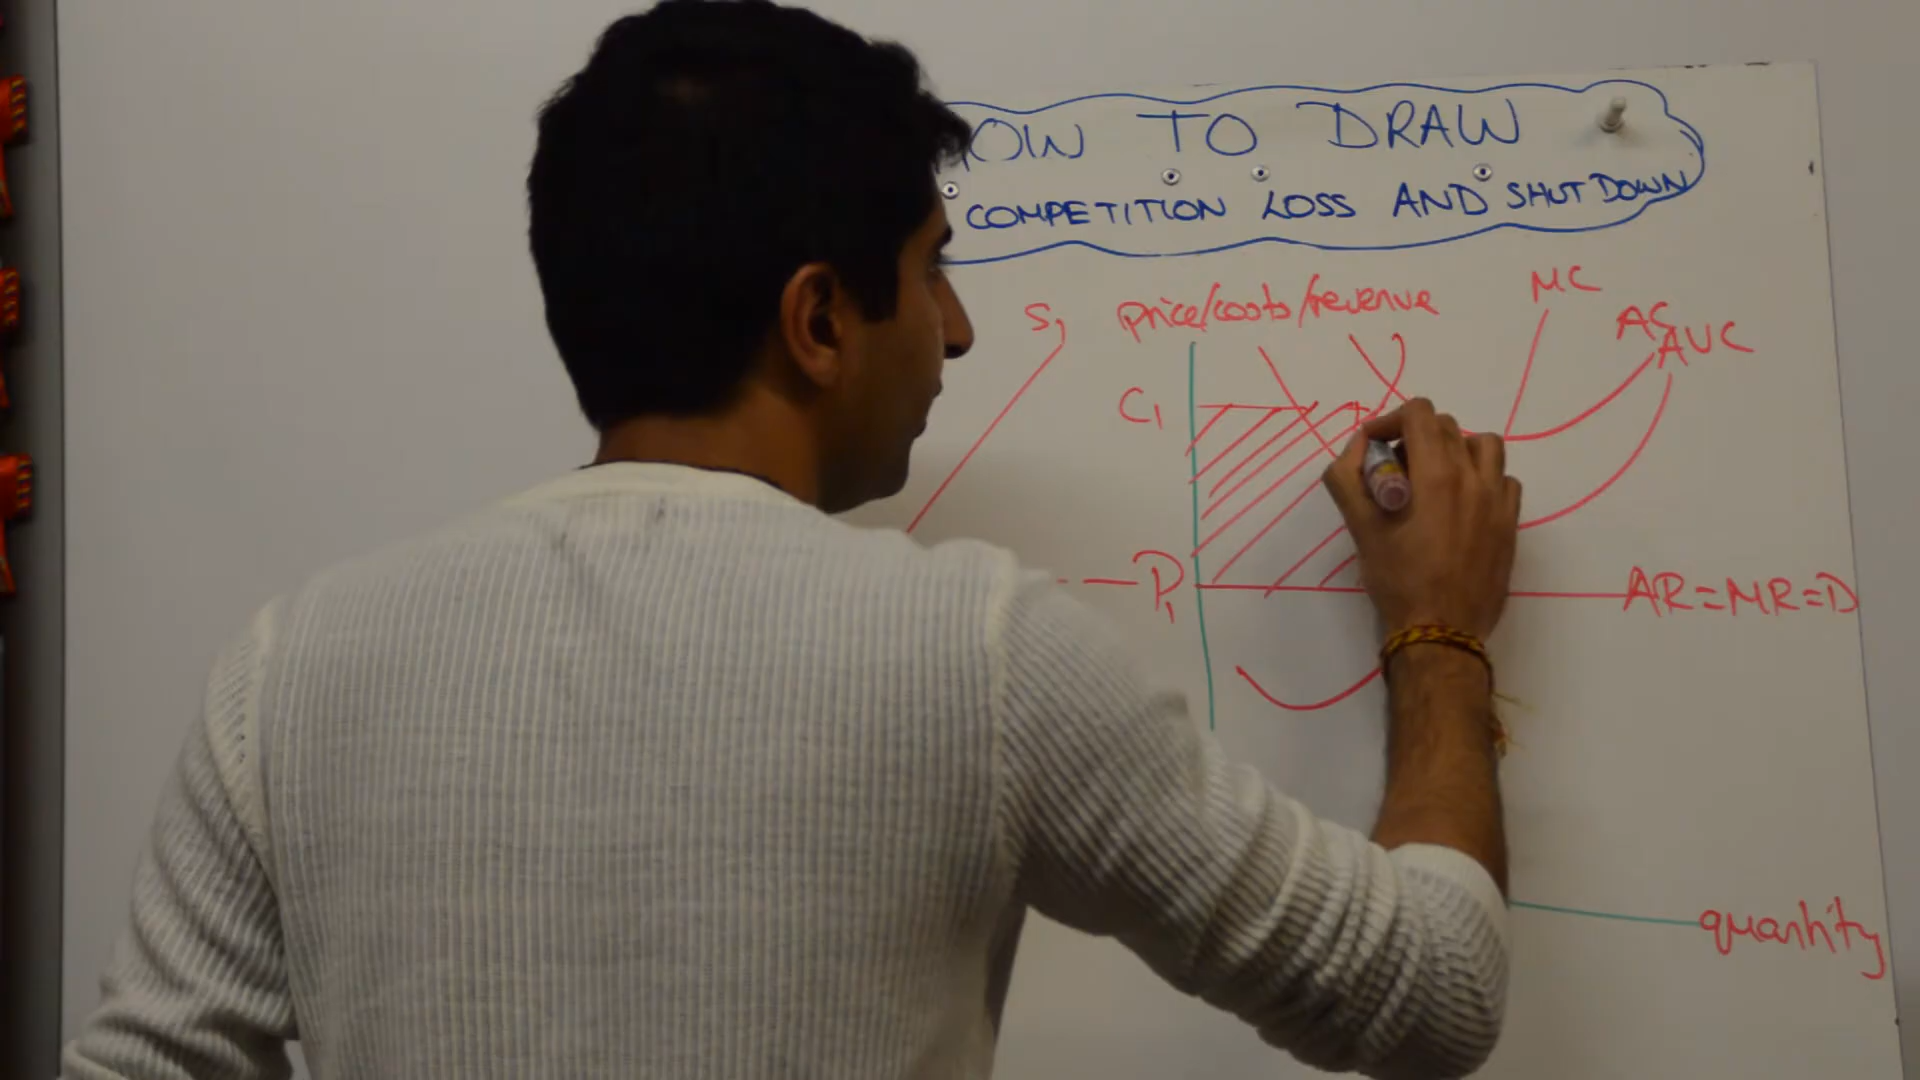 OW TO DRAW
COMPETITION LOSS AND SHUT DOWN
S1
price/costs/revenue
MC
AC
AVC
C1
P1
AR=MR=D
quantity